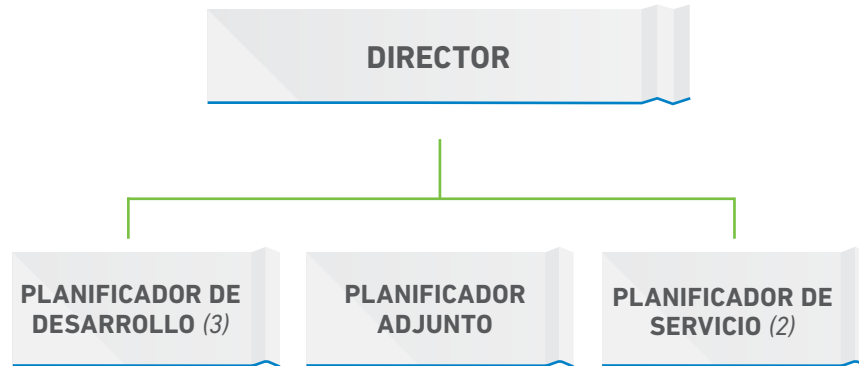 DIRECTOR
PLANIFICADOR DE
DESARROLLO (3)
PLANIFICADOR
ADJUNTO
PLANIFICADOR DE
SERVICIO (2)